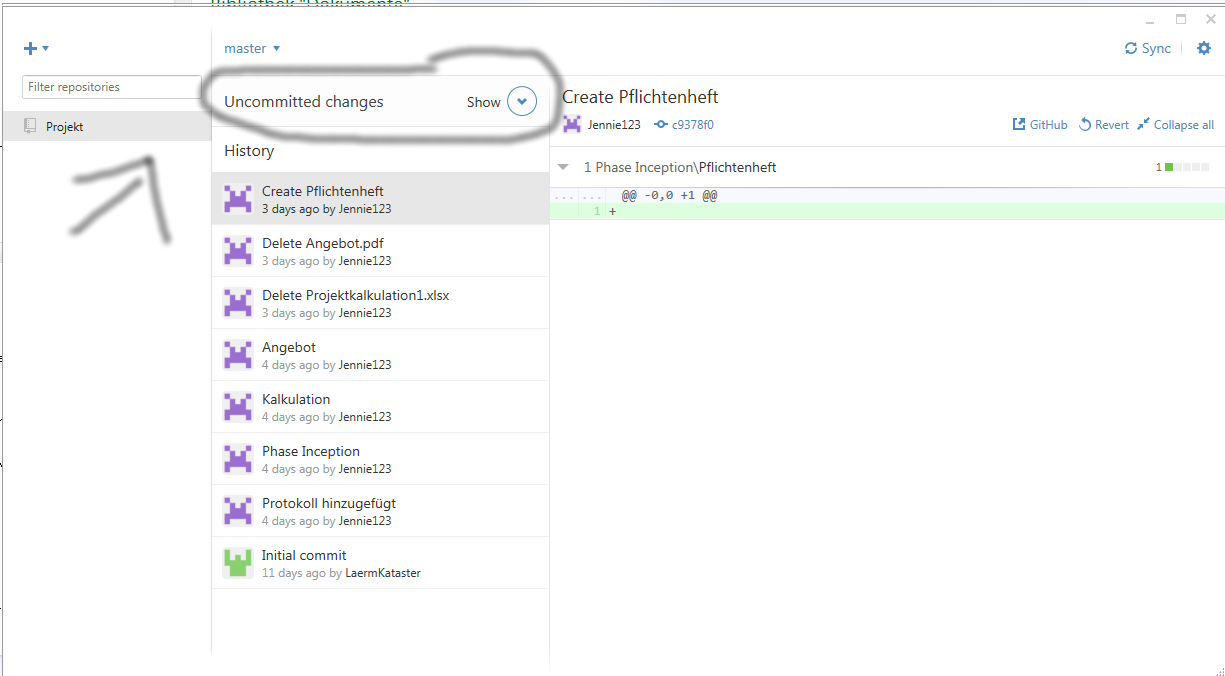 Bibliothek "Dokumente"
master
Sync
Filter repositories
Projekt
Uncommitted changes
Show
History
Create Pflichtenheft
3 days ago by Jennie123
Delete Angebot.pdf
3 days ago by Jennie123
Delete Projektkalkulation1.xlsx
3 days ago by Jennie123
Angebot
4 days ago by Jennie123
Kalkulation
4 days ago by Jennie123
Phase Inception
4 days ago by Jennie123
Protokoll hinzugefügt
4 days ago by Jennie123
Initial commit
11 days ago by LaermKataster
Create Pflichtenheft
Jennie123 c9378f0
GitHub Revert Collapse all
1 Phase Inception\Pflichtenheft 1
... ... @@ -0,0 +1 @@
1 +